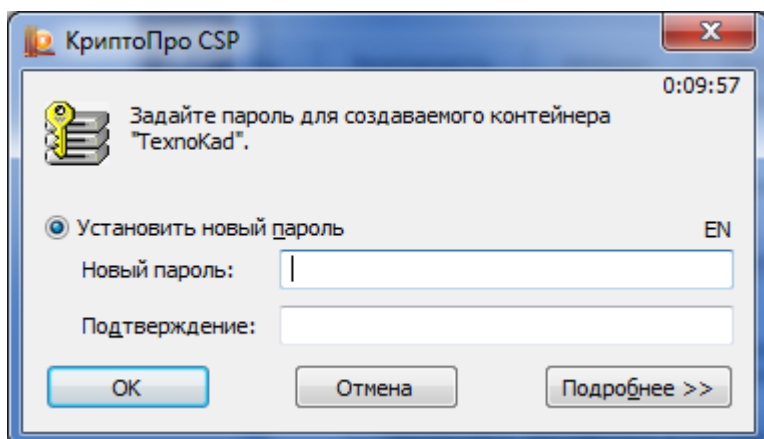 КриптоПро CSP
0:09:57
Задайте пароль для создаваемого контейнера
"TexnoKad".
Установить новый пароль
EN
Новый пароль:
Подтверждение:
ОК
Отмена
Подробнее >>